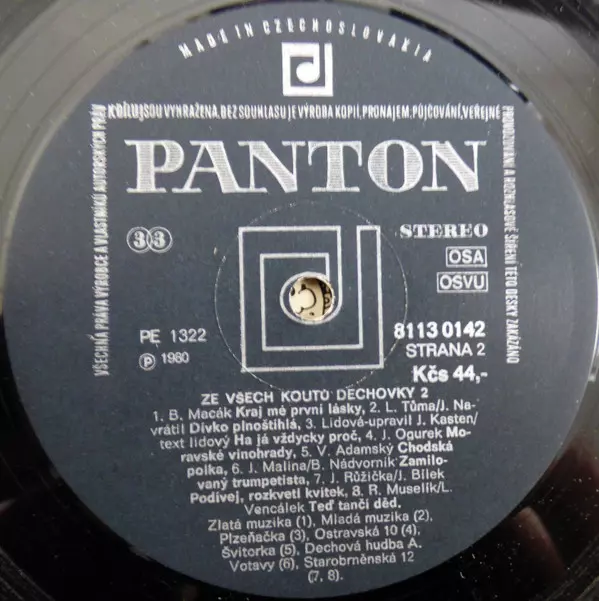 MADE IN CZECHOSLOVAKIA
VŠECHNA PRÁVA VÝROBCE A VLASTNÍKŮ AUTORSKÝCH PRÁV
K DÍLU JSOU VYHRAŽENA. BEZ SOUHLASU JE VÝROBA KOPIÍ, PRONÁJEM, PŮJČOVÁNÍ, VEŘEJNÉ
PROVOZOVÁNÍ A ROZHLASOVÉ ŠÍŘENÍ TÉTO DESKY ZAKÁZÁNO
PANTON
33
STEREO
OSA
OSVU
PE 1322
℗ 1980
8113 0142
STRANA 2
Kčs 44,-
ZE VŠECH KOUTŮ DECHOVKY 2
1. B. Macák Kraj mé první lásky, 2. L. Tůma/J. Na-
vrátil Dívko plnoštíhlá, 3. Lidová-upravil J. Kasten/
text lidový Ha já vždycky proč, 4. J. Ogurek Mo-
ravské vinohrady, 5. V. Adamský Chodská
polka, 6. J. Malina/B. Nádvorník Zamilo-
vaný trumpetista, 7. J. Růžička/J. Bílek
Podívej, rozkvetl kvítek, 8. R. Muselík/L.
Vencálek Teď tančí děd.
Zlatá muzika (1), Mladá muzika (2),
Plzeňačka (3), Ostravská 10 (4),
Švitorka (5), Dechová hudba A.
Votavy (6), Starobrněnská 12
(7, 8).